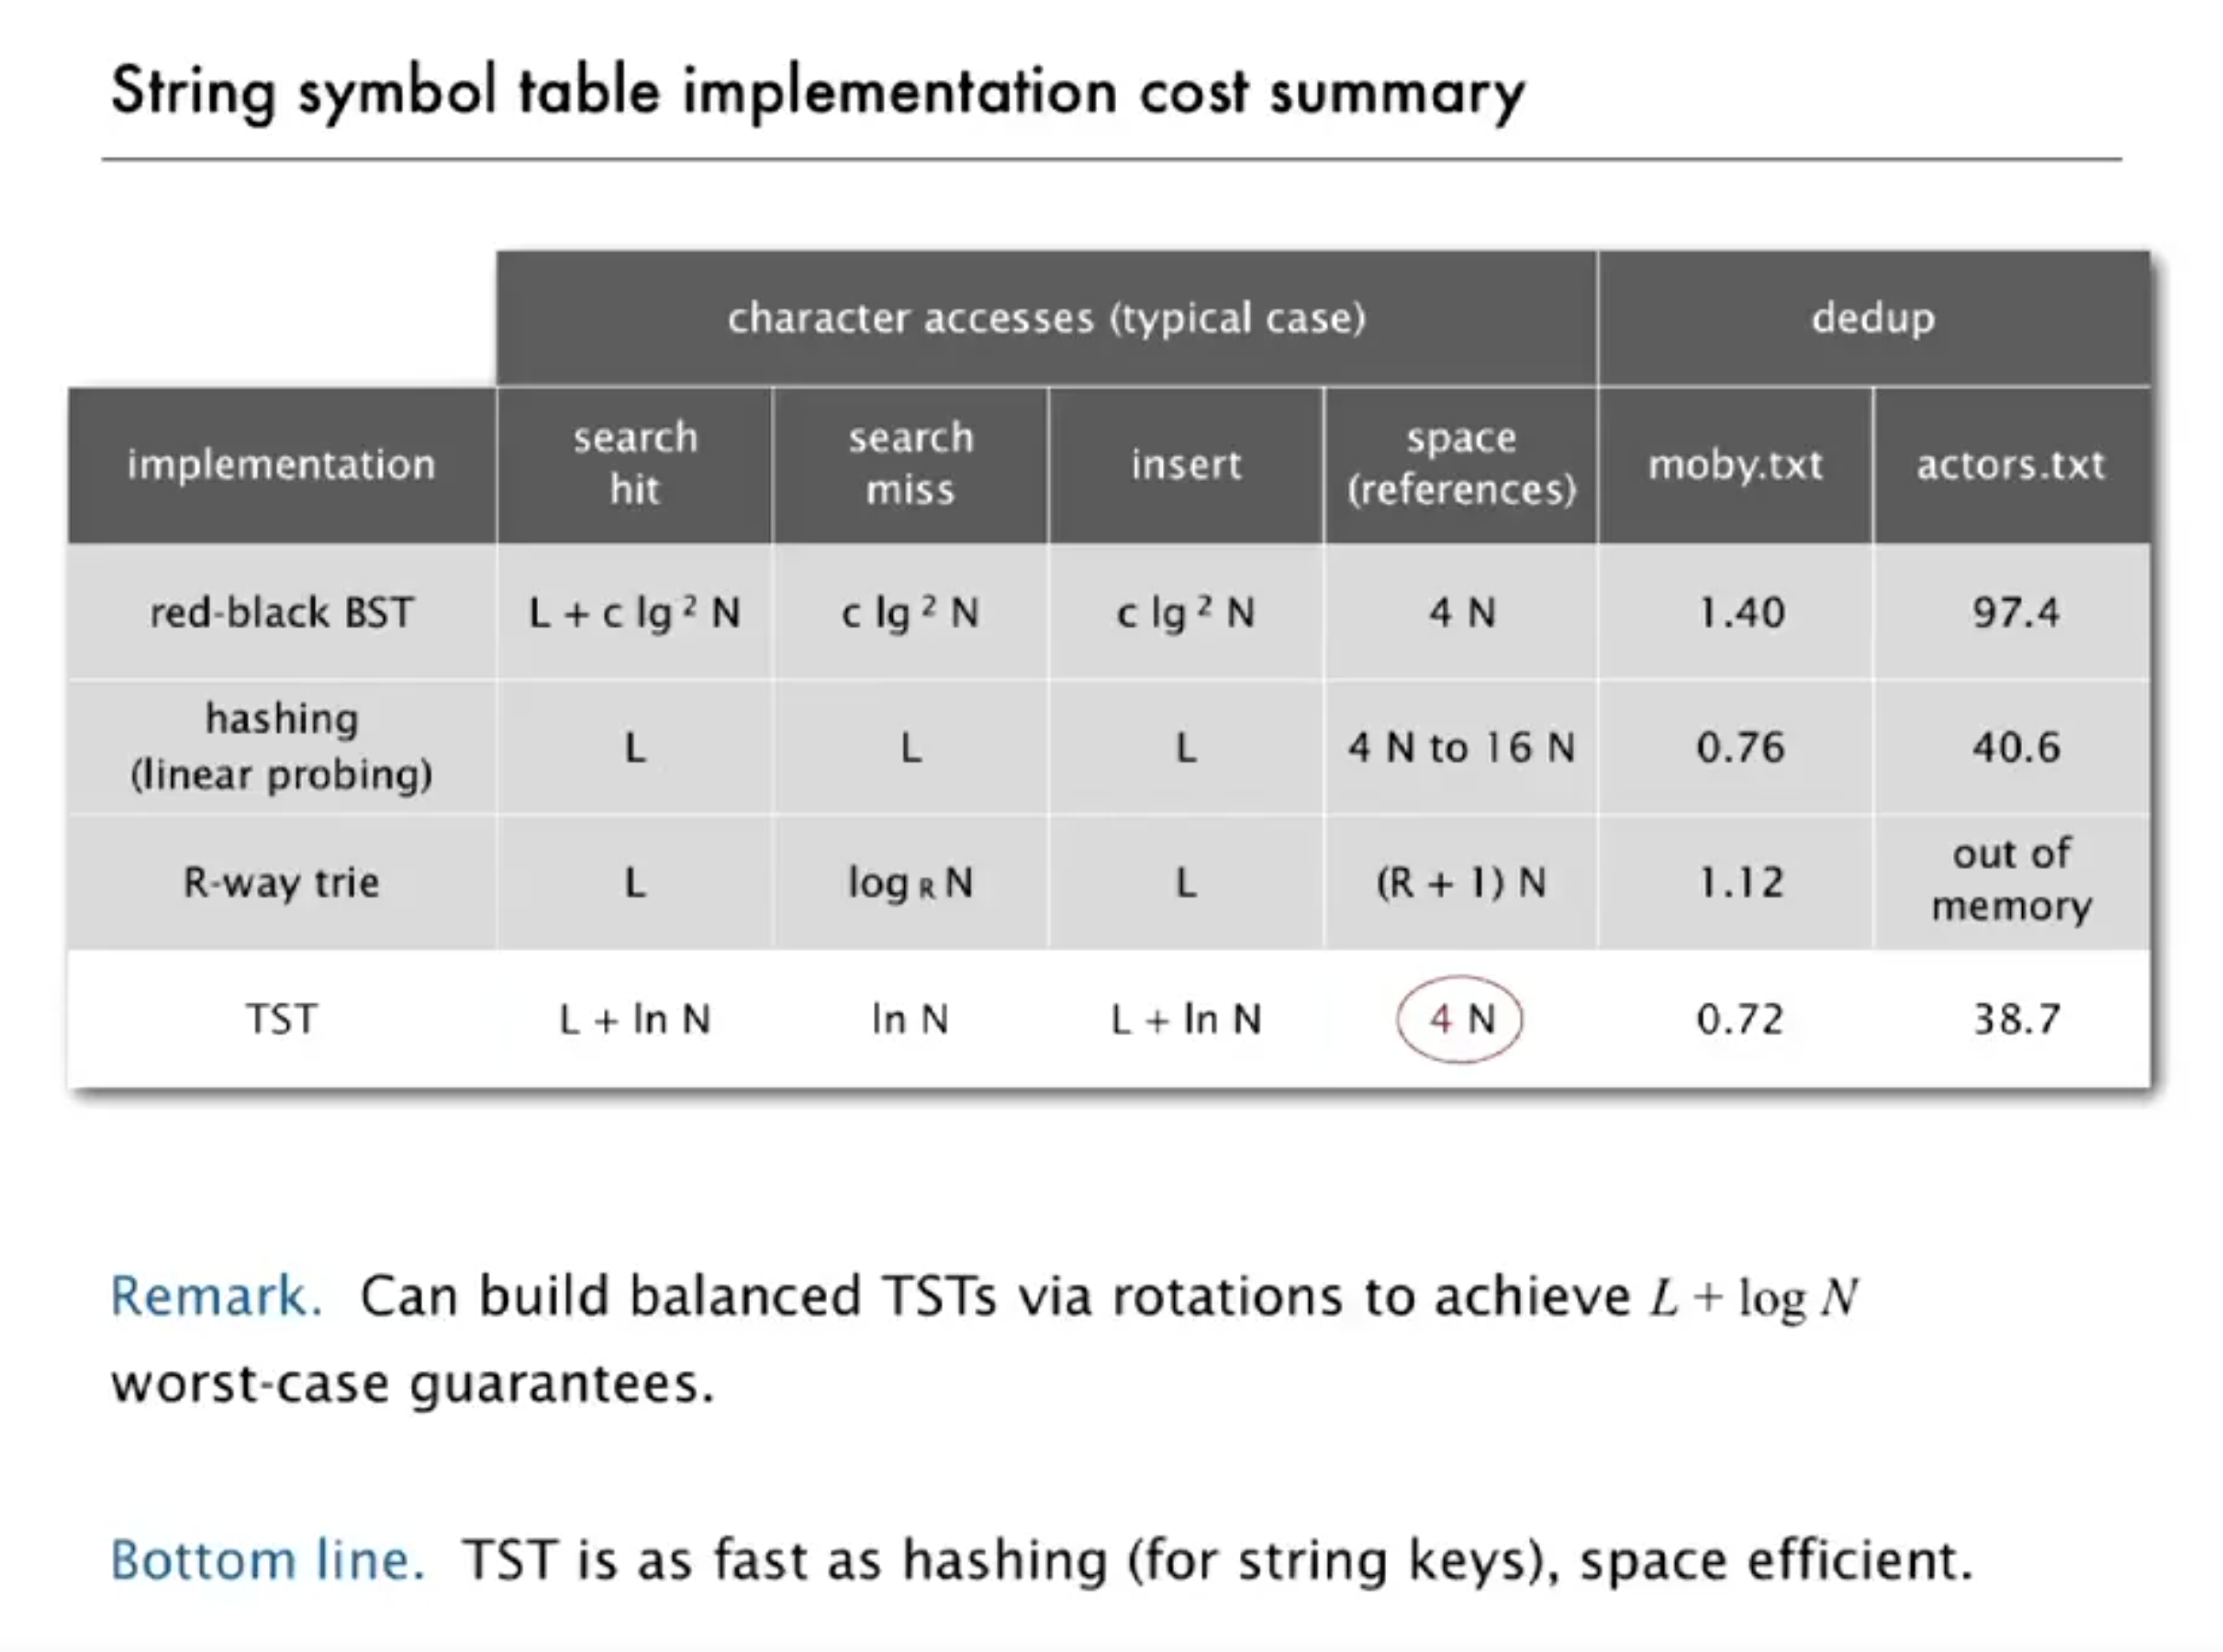 String symbol table implementation cost summary
character accesses (typical case) dedup
implementation search hit search miss insert space (references) moby.txt actors.txt
red-black BST L + c lg ² N c lg ² N c lg ² N 4 N 1.40 97.4
hashing (linear probing) L L L 4 N to 16 N 0.76 40.6
R-way trie L log R N L (R + 1) N 1.12 out of memory
TST L + ln N ln N L + ln N 4 N 0.72 38.7
Remark. Can build balanced TSTs via rotations to achieve L + log N
worst-case guarantees.
Bottom line. TST is as fast as hashing (for string keys), space efficient.